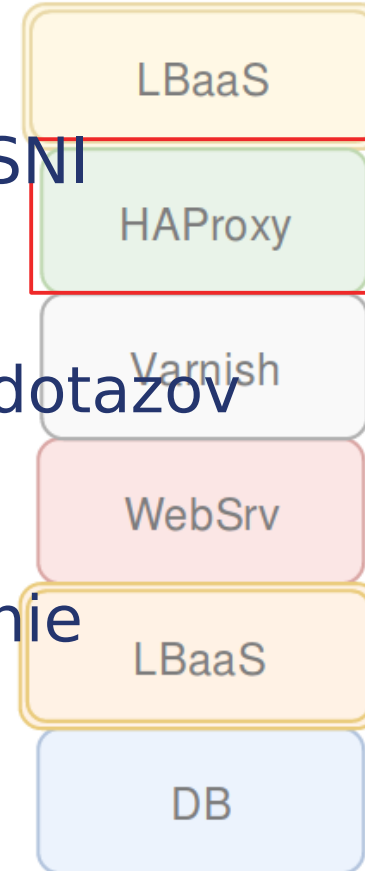 LBaaS
SNI
HAProxy
Varnish
dotazov
WebSrv
nie
LBaaS
DB